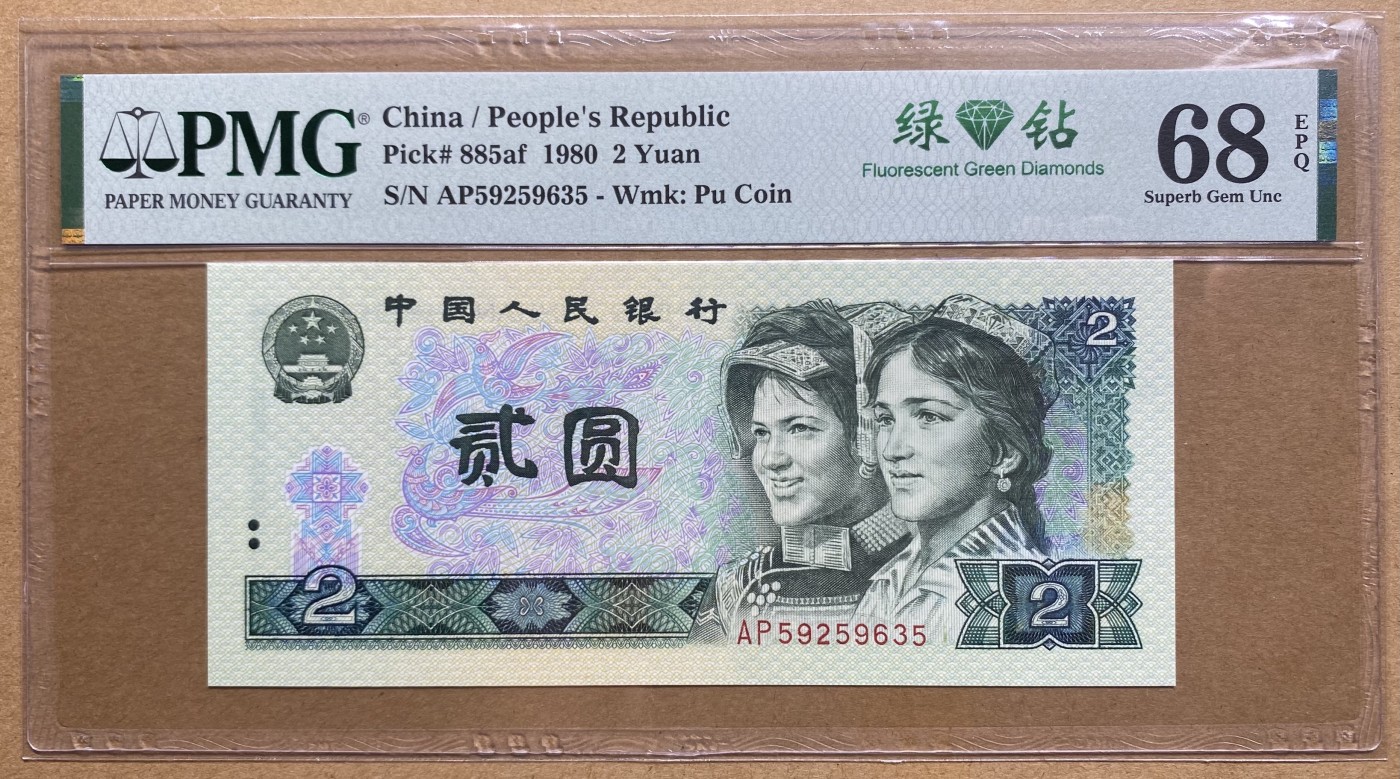 PMG®
PAPER MONEY GUARANTY
China / People's Republic
Pick# 885af 1980 2 Yuan
S/N AP59259635 - Wmk: Pu Coin
绿 钻
Fluorescent Green Diamonds
68
EPQ
Superb Gem Unc
中国人民银行
2
贰圆
2
AP59259635
2